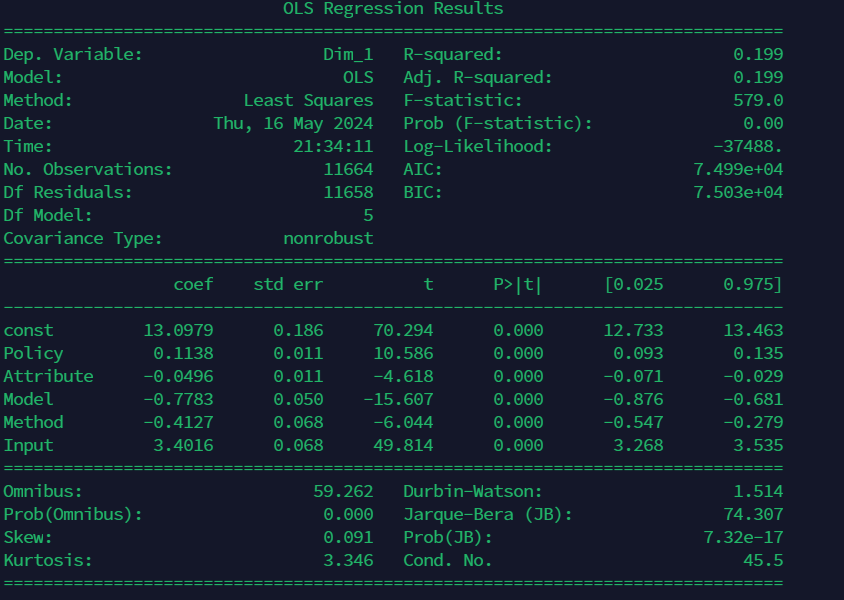 OLS Regression Results
==============================================================================
Dep. Variable: Dim_1 R-squared: 0.199
Model: OLS Adj. R-squared: 0.199
Method: Least Squares F-statistic: 579.0
Date: Thu, 16 May 2024 Prob (F-statistic): 0.00
Time: 21:34:11 Log-Likelihood: -37488.
No. Observations: 11664 AIC: 7.499e+04
Df Residuals: 11658 BIC: 7.503e+04
Df Model: 5
Covariance Type: nonrobust
==============================================================================
coef std err t P>|t| [0.025 0.975]
------------------------------------------------------------------------------
const 13.0979 0.186 70.294 0.000 12.733 13.463
Policy 0.1138 0.011 10.586 0.000 0.093 0.135
Attribute -0.0496 0.011 -4.618 0.000 -0.071 -0.029
Model -0.7783 0.050 -15.607 0.000 -0.876 -0.681
Method -0.4127 0.068 -6.044 0.000 -0.547 -0.279
Input 3.4016 0.068 49.814 0.000 3.268 3.535
==============================================================================
Omnibus: 59.262 Durbin-Watson: 1.514
Prob(Omnibus): 0.000 Jarque-Bera (JB): 74.307
Skew: 0.091 Prob(JB): 7.32e-17
Kurtosis: 3.346 Cond. No. 45.5
==============================================================================